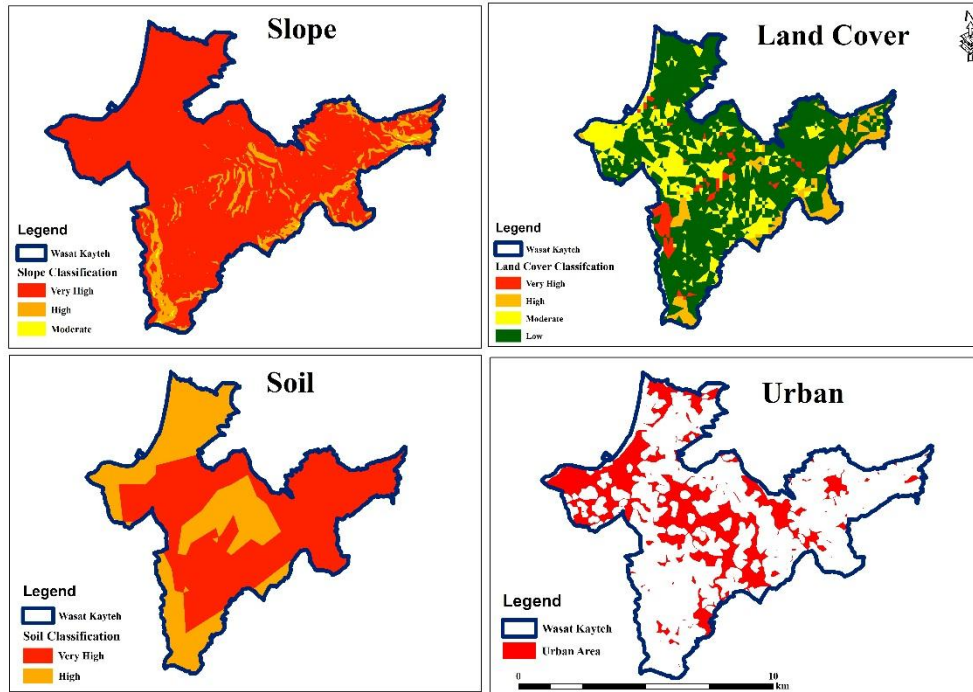 Slope
Legend
Wasat Kayteh
Slope Classification
Very High
High
Moderate
Land Cover
N
Legend
Wasat Kayteh
Land Cover Classifcation
Very High
High
Moderate
Low
Soil
Legend
Wasat Kayteh
Soil Classification
Very High
High
Urban
Legend
Wasat Kayteh
Urban Area
0 10
km